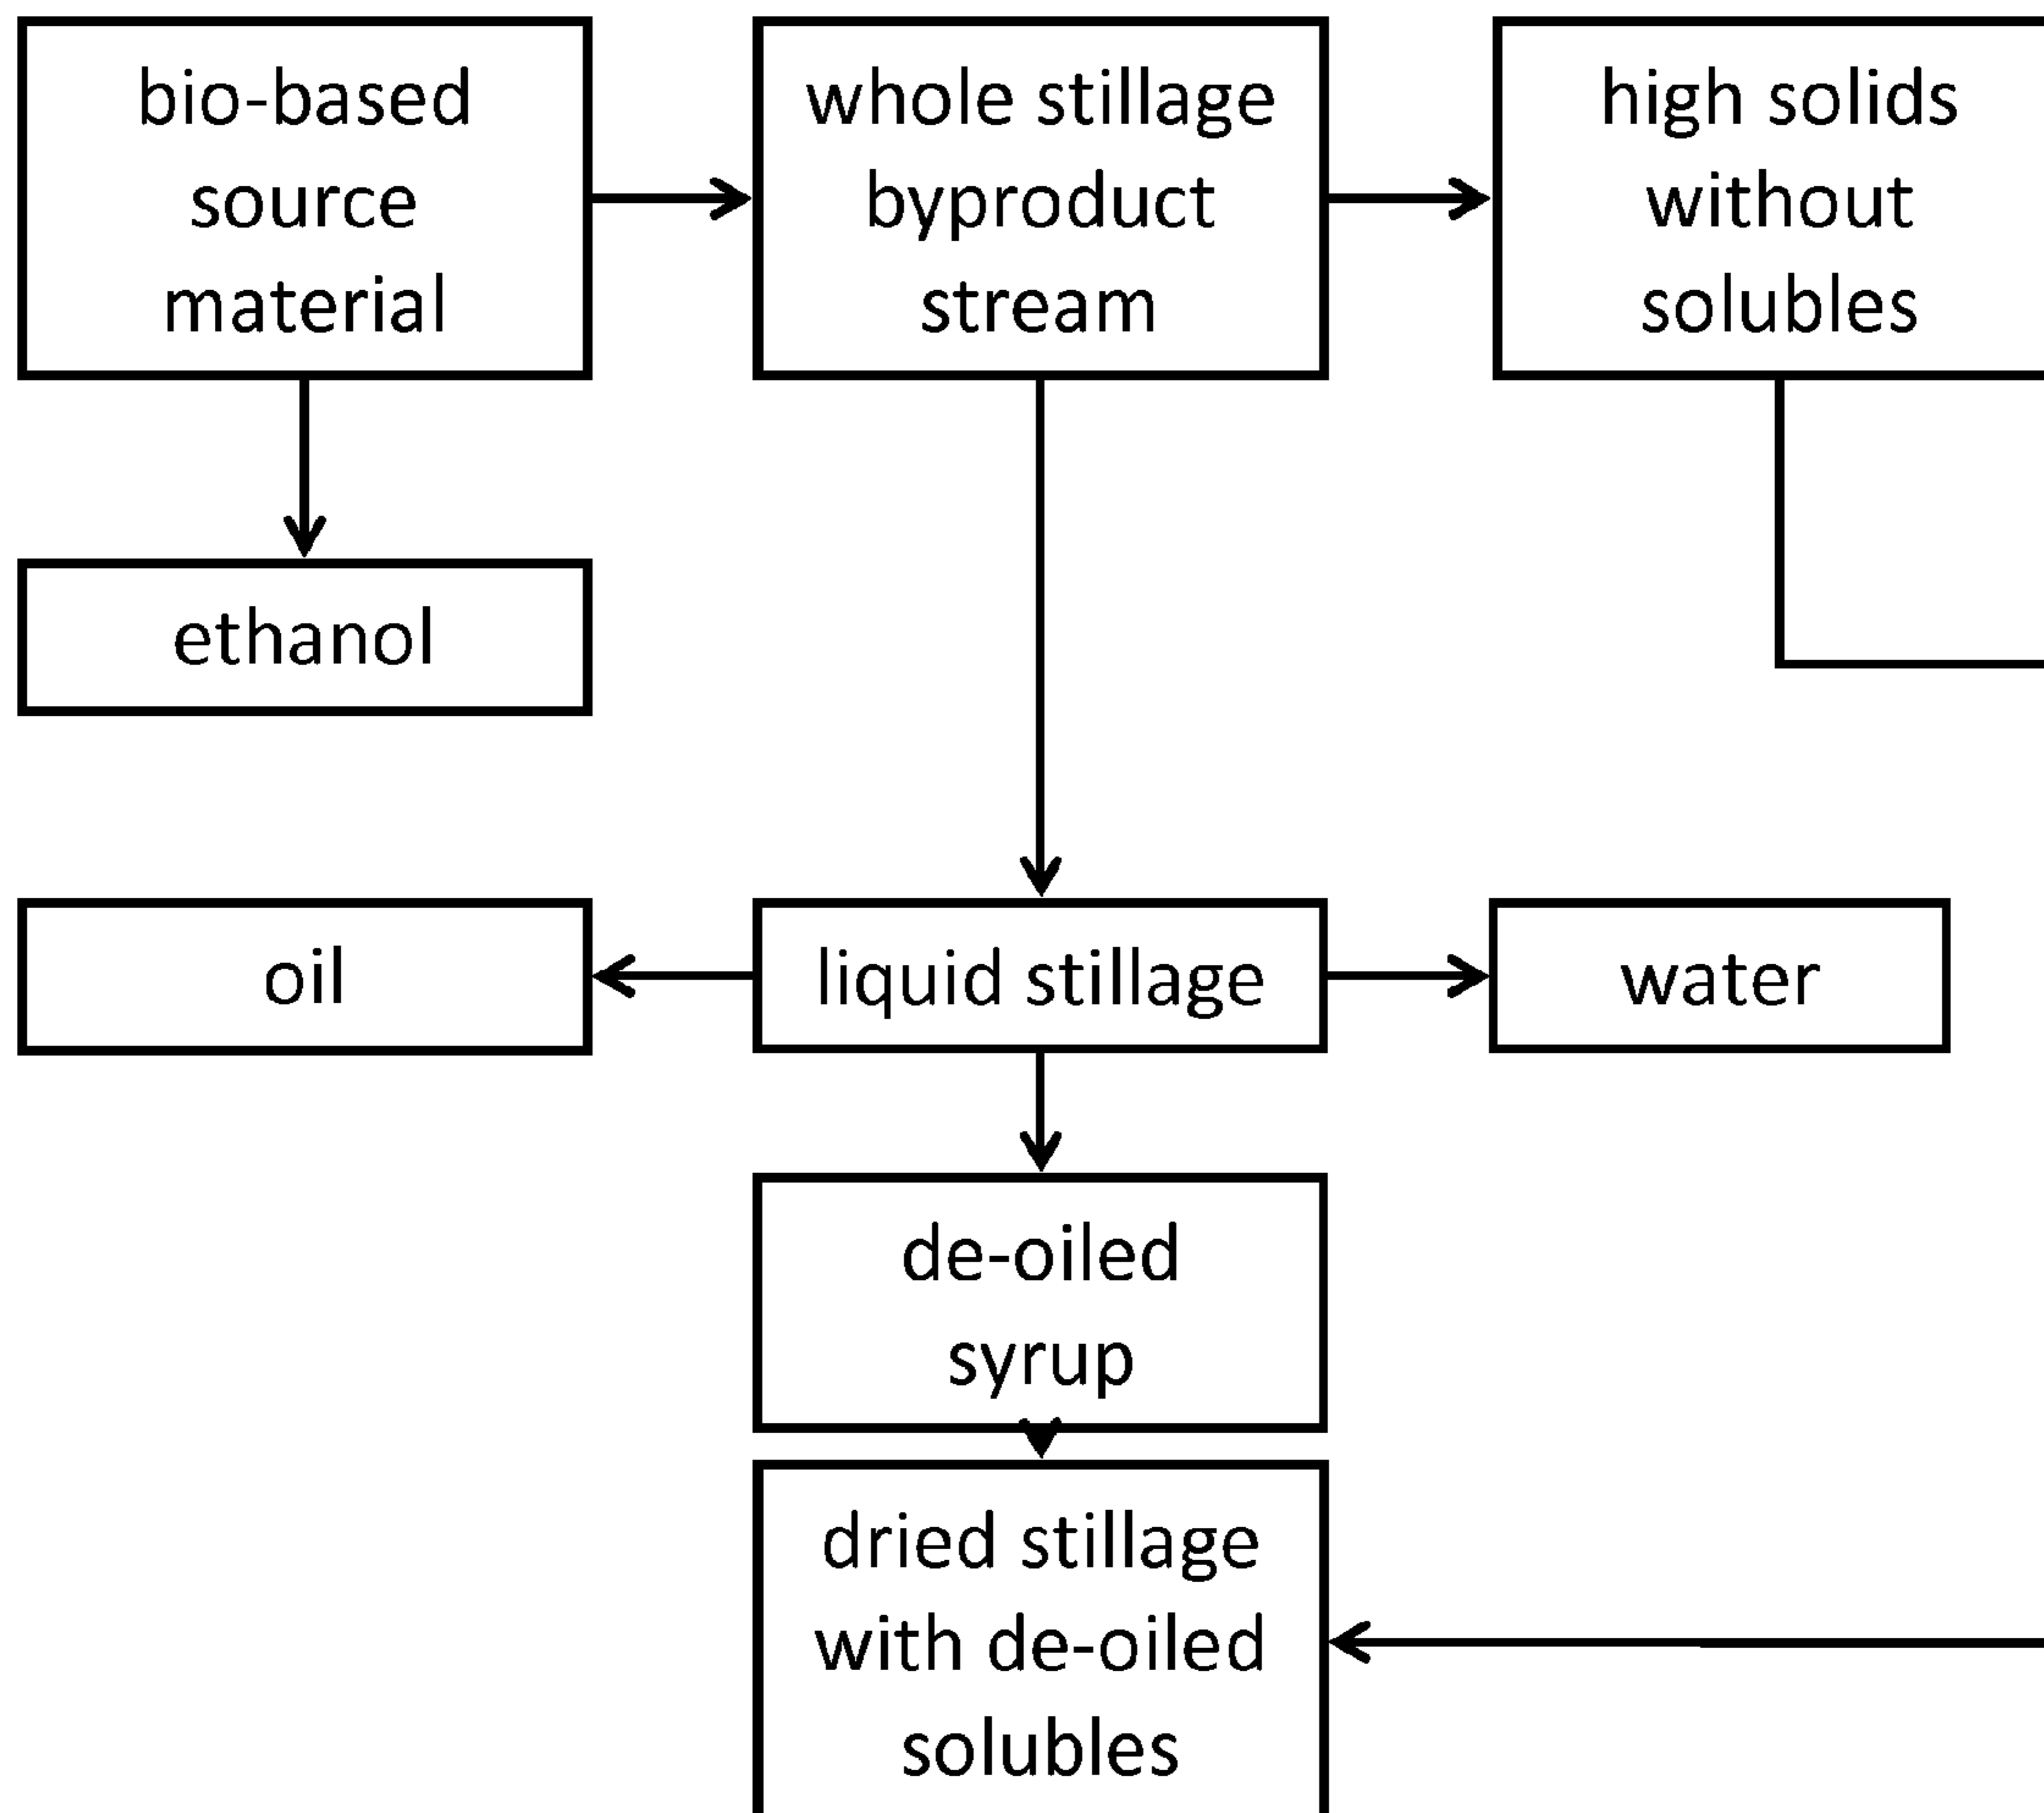 bio-based
source
material
whole stillage
byproduct
stream
high solids
without
solubles
ethanol
oil
liquid stillage
water
de-oiled
syrup
dried stillage
with de-oiled
solubles